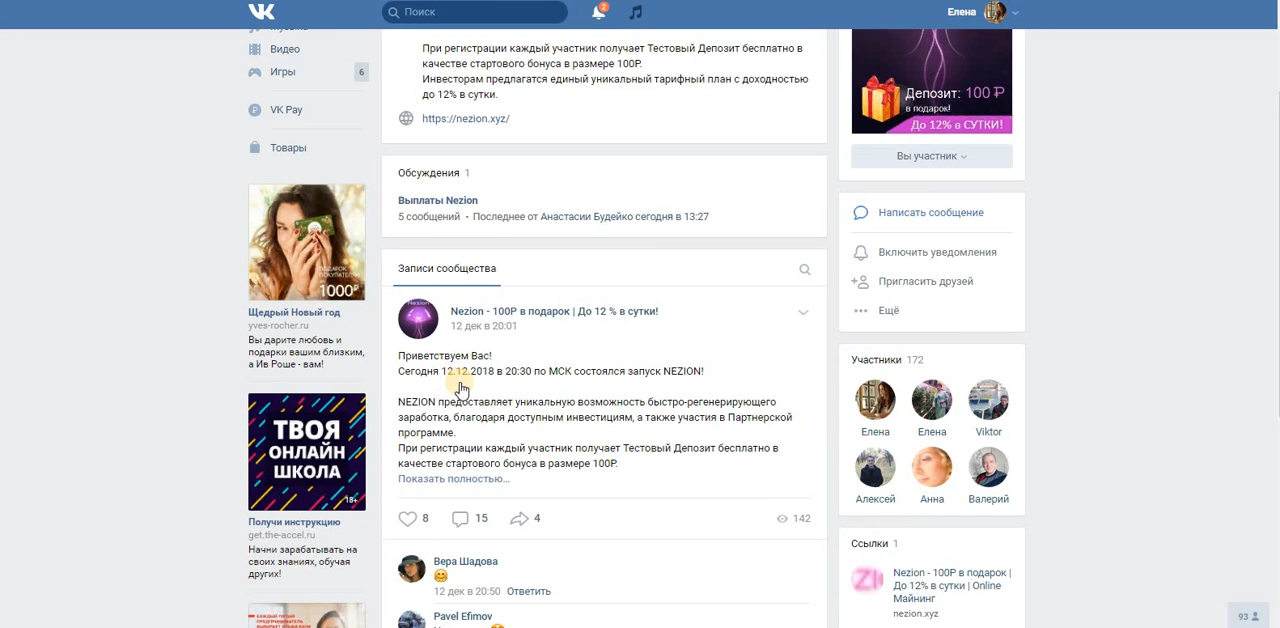 Поиск
2
Елена
Видео
Игры
6
VK Pay
Товары
ПОДАРОК
ПОКУПАТЕЛЯ
1000₽
Щедрый Новый год
yves-rocher.ru
Вы дарите любовь и
подарки вашим близким,
а Ив Роше - вам!
ТВОЯ
ОНЛАЙН
ШКОЛА
18+
Получи инструкцию
get.the-accel.ru
Начни зарабатывать на
своих знаниях, обучая
других!
При регистрации каждый участник получает Тестовый Депозит бесплатно в
качестве стартового бонуса в размере 100Р.
Инвесторам предлагатся единый уникальный тарифный план с доходностью
до 12% в сутки.
https://nezion.xyz/
Обсуждения 1
Выплаты Nezion
5 сообщений · Последнее от Анастасии Будейко сегодня в 13:27
Записи сообщества
Nezion
Nezion - 100Р в подарок | До 12 % в сутки!
12 дек в 20:01
Приветствуем Вас!
Сегодня 12.12.2018 в 20:30 по МСК состоялся запуск NEZION!
NEZION предоставляет уникальную возможность быстро-регенерирующего
заработка, благодаря доступным инвестициям, а также участия в Партнерской
программе.
При регистрации каждый участник получает Тестовый Депозит бесплатно в
качестве стартового бонуса в размере 100Р.
Показать полностью…
8
15
4
142
Вера Шадова
12 дек в 20:50 Ответить
Pavel Efimov
Депозит: 100 ₽
в подарок!
До 12% в СУТКИ!
Вы участник
Написать сообщение
Включить уведомления
Пригласить друзей
Ещё
Участники 172
Елена
Елена
Viktor
Алексей
Анна
Валерий
Ссылки 1
Nezion - 100Р в подарок |
До 12% в сутки | Online
Майнинг
nezion.xyz
93